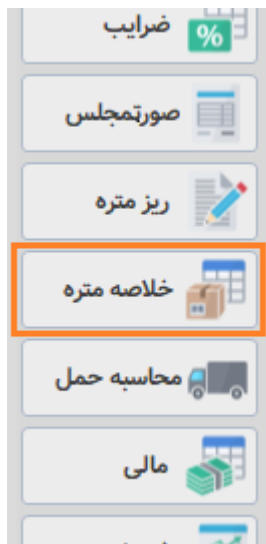 ضرایب
%
صورتمجلس
ریز متره
خلاصه متره
محاسبه حمل
مالی